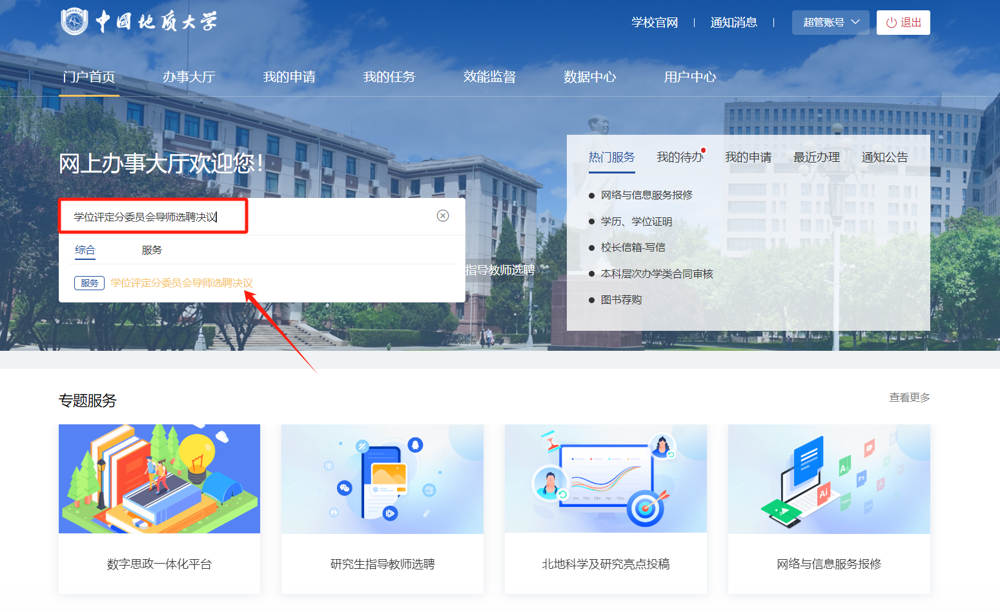 中国地质大学
学校官网
通知消息
超管账号
退出
门户首页
办事大厅
我的申请
我的任务
效能监督
数据中心
用户中心
网上办事大厅欢迎您！
学位评定分委员会导师选聘决议
综合
服务
服务 学位评定分委员会导师选聘决议
指导教师选聘
热门服务
我的待办
我的申请
最近办理
通知公告
网络与信息服务报修
学历、学位证明
校长信箱-写信
本科层次办学类合同审核
图书荐购
专题服务
查看更多
Jan Feb Mar Apr May
Ai
Ps
数字思政一体化平台
研究生指导教师选聘
北地科学及研究亮点投稿
网络与信息服务报修